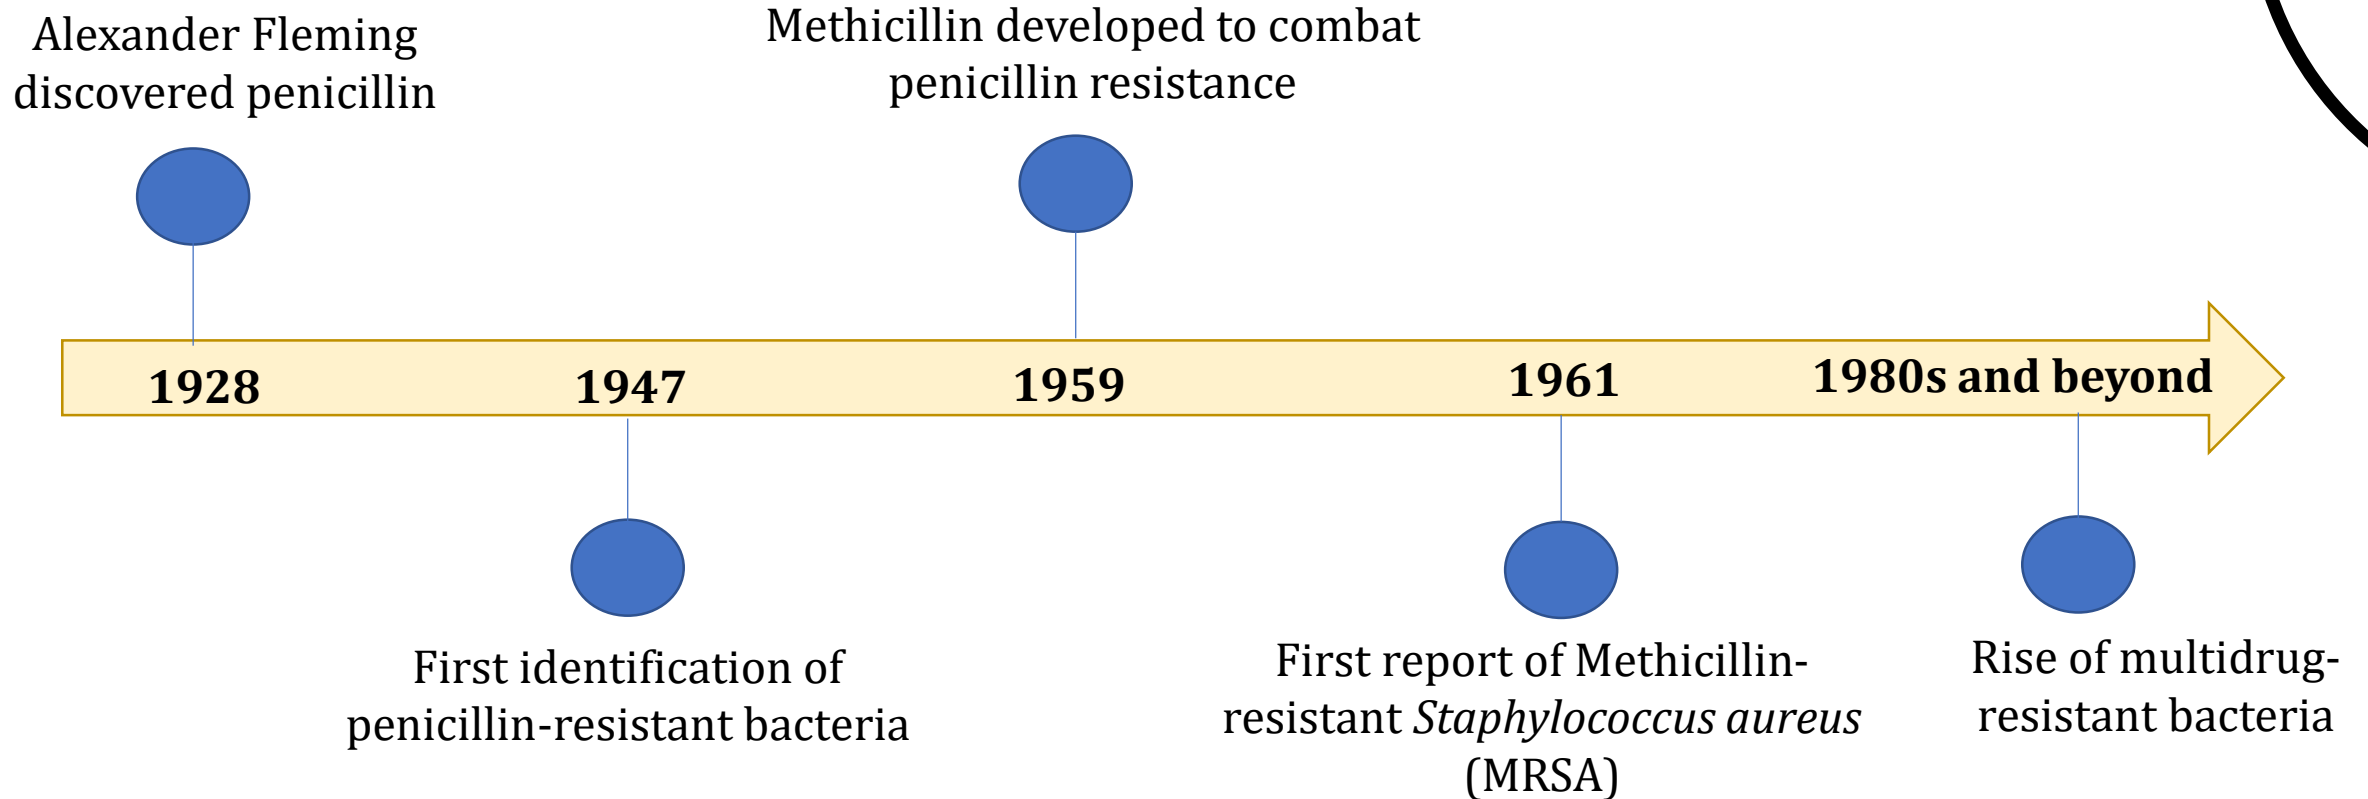 Alexander Fleming
discovered penicillin
Methicillin developed to combat
penicillin resistance
1928
1947
1959
1961
1980s and beyond
First identification of
penicillin-resistant bacteria
First report of Methicillin-
resistant Staphylococcus aureus
(MRSA)
Rise of multidrug-
resistant bacteria